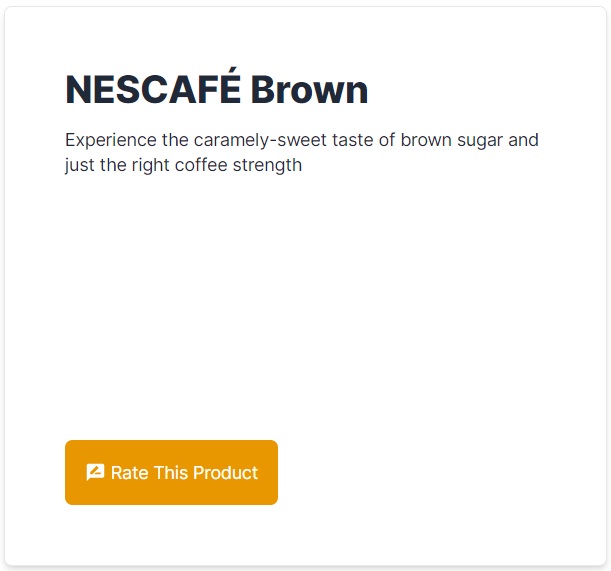 NESCAFÉ Brown
Experience the caramely-sweet taste of brown sugar and
just the right coffee strength
Rate This Product